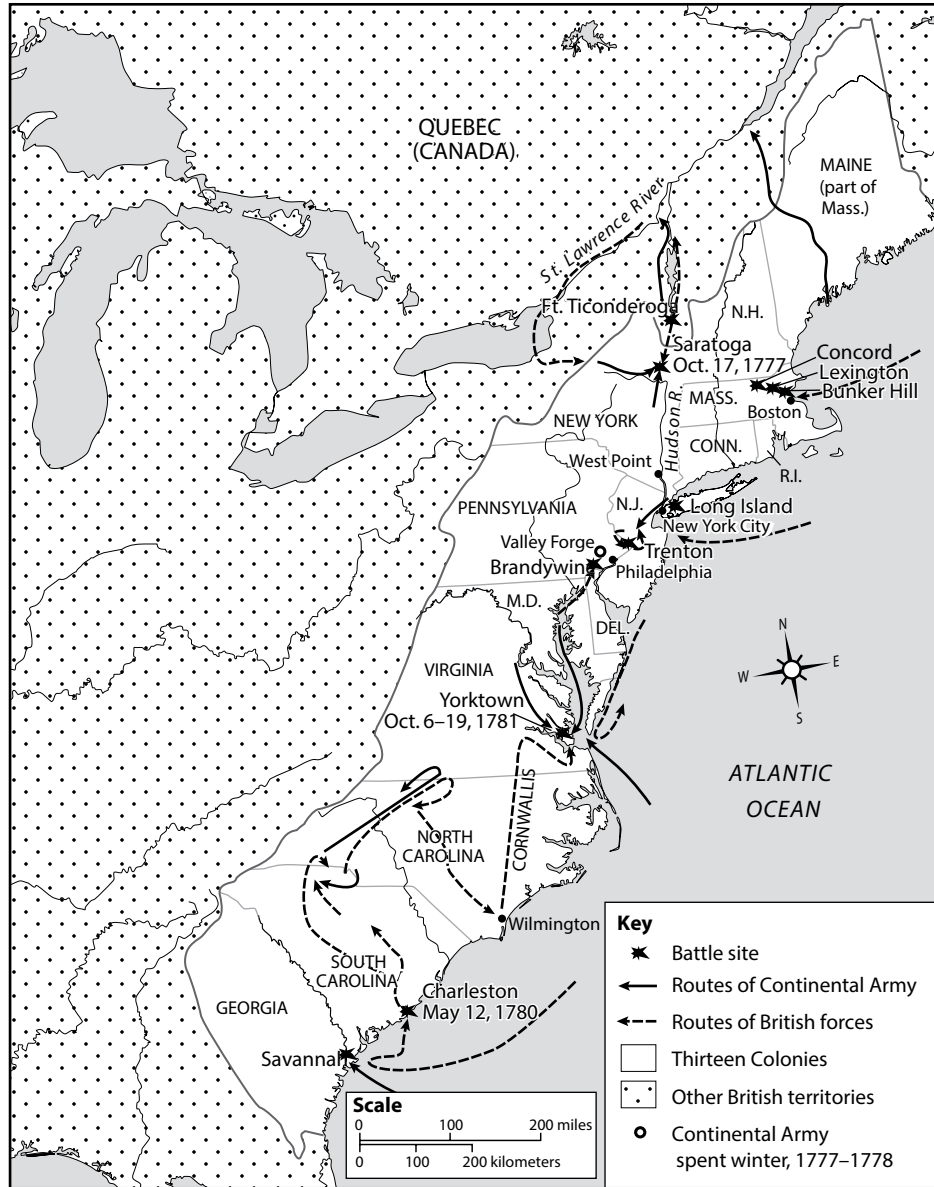 QUEBEC
(CANADA)
MAINE
(part of
Mass.)
St. Lawrence River
Ft. Ticonderoga
N.H.
Saratoga
Oct. 17, 1777
Concord
Lexington
Bunker Hill
MASS.
Boston
NEW YORK
Hudson R.
CONN.
West Point
R.I.
PENNSYLVANIA
N.J.
Long Island
New York City
Valley Forge
Trenton
Brandywine
Philadelphia
M.D.
DEL.
N
W
E
S
VIRGINIA
Yorktown
Oct. 6–19, 1781
ATLANTIC
OCEAN
CORNWALLIS
NORTH
CAROLINA
Wilmington
SOUTH
CAROLINA
GEORGIA
Charleston
May 12, 1780
Savannah
Key
Battle site
Routes of Continental Army
Routes of British forces
Thirteen Colonies
Other British territories
Continental Army
spent winter, 1777–1778
Scale
0 100 200 miles
0 100 200 kilometers